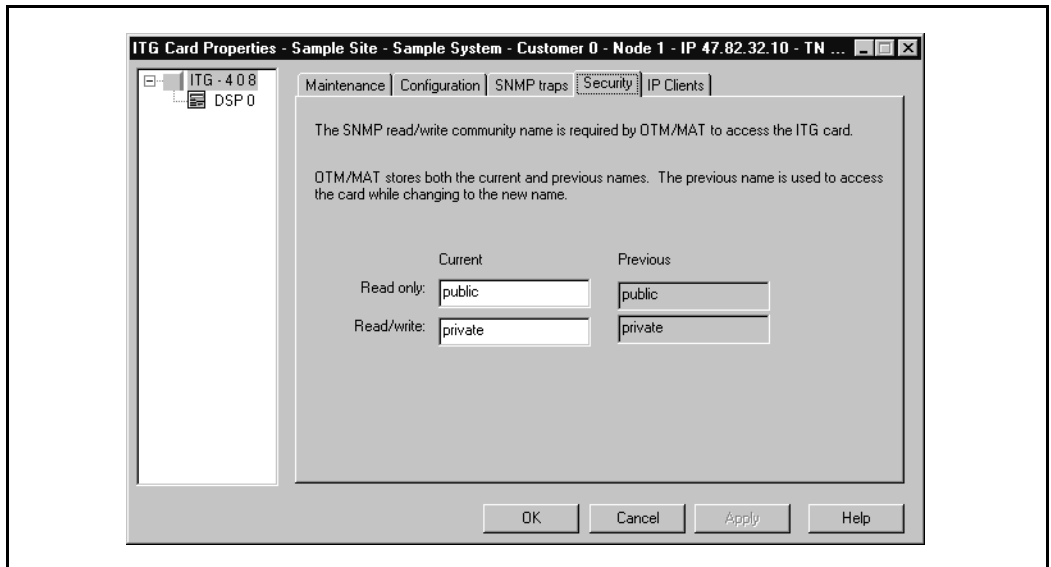 ITG Card Properties - Sample Site - Sample System - Customer 0 - Node 1 - IP 47.82.32.10 - TN ...
ITG - 408
DSP 0
Maintenance Configuration SNMP traps Security IP Clients
The SNMP read/write community name is required by OTM/MAT to access the ITG card.
OTM/MAT stores both the current and previous names. The previous name is used to access
the card while changing to the new name.
Current Previous
Read only: public public
Read/write: private private
OK Cancel Apply Help